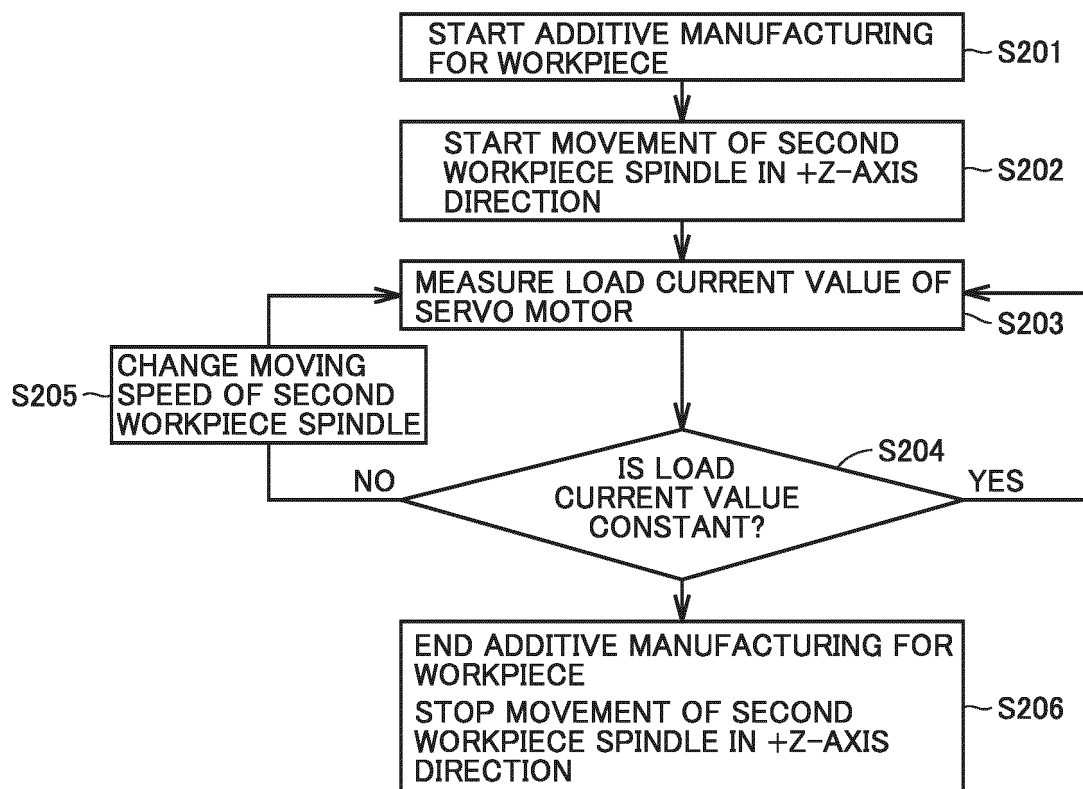 START ADDITIVE MANUFACTURING
FOR WORKPIECE
S201
START MOVEMENT OF SECOND
WORKPIECE SPINDLE IN +Z-AXIS
DIRECTION
S202
MEASURE LOAD CURRENT VALUE OF
SERVO MOTOR
S203
CHANGE MOVING
SPEED OF SECOND
WORKPIECE SPINDLE
S205
IS LOAD
CURRENT VALUE
CONSTANT?
S204
NO
YES
END ADDITIVE MANUFACTURING FOR
WORKPIECE
STOP MOVEMENT OF SECOND
WORKPIECE SPINDLE IN +Z-AXIS
DIRECTION
S206